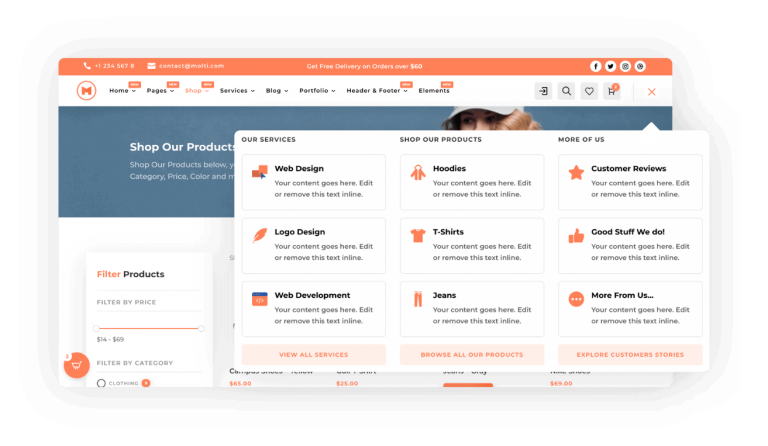 +1 234 567 8
contact@molti.com
Get Free Delivery on Orders over $60
M
Home
NEW
Pages
NEW
Shop
NEW
Services
Blog
Portfolio
Header & Footer
NEW
Elements
NEW
Shop Our Products
Shop Our Products below, y
Category, Price, Color and m
OUR SERVICES
Web Design
Your content goes here. Edit
or remove this text inline.
Logo Design
Your content goes here. Edit
or remove this text inline.
Web Development
Your content goes here. Edit
or remove this text inline.
VIEW ALL SERVICES
SHOP OUR PRODUCTS
Hoodies
Your content goes here. Edit
or remove this text inline.
T-Shirts
Your content goes here. Edit
or remove this text inline.
Jeans
Your content goes here. Edit
or remove this text inline.
BROWSE ALL OUR PRODUCTS
MORE OF US
Customer Reviews
Your content goes here. Edit
or remove this text inline.
Good Stuff We do!
Your content goes here. Edit
or remove this text inline.
More From Us...
Your content goes here. Edit
or remove this text inline.
EXPLORE CUSTOMERS STORIES
Filter Products
FILTER BY PRICE
$14 - $69
FILTER BY CATEGORY
CLOTHING
3
$65.00
$25.00
$69.00